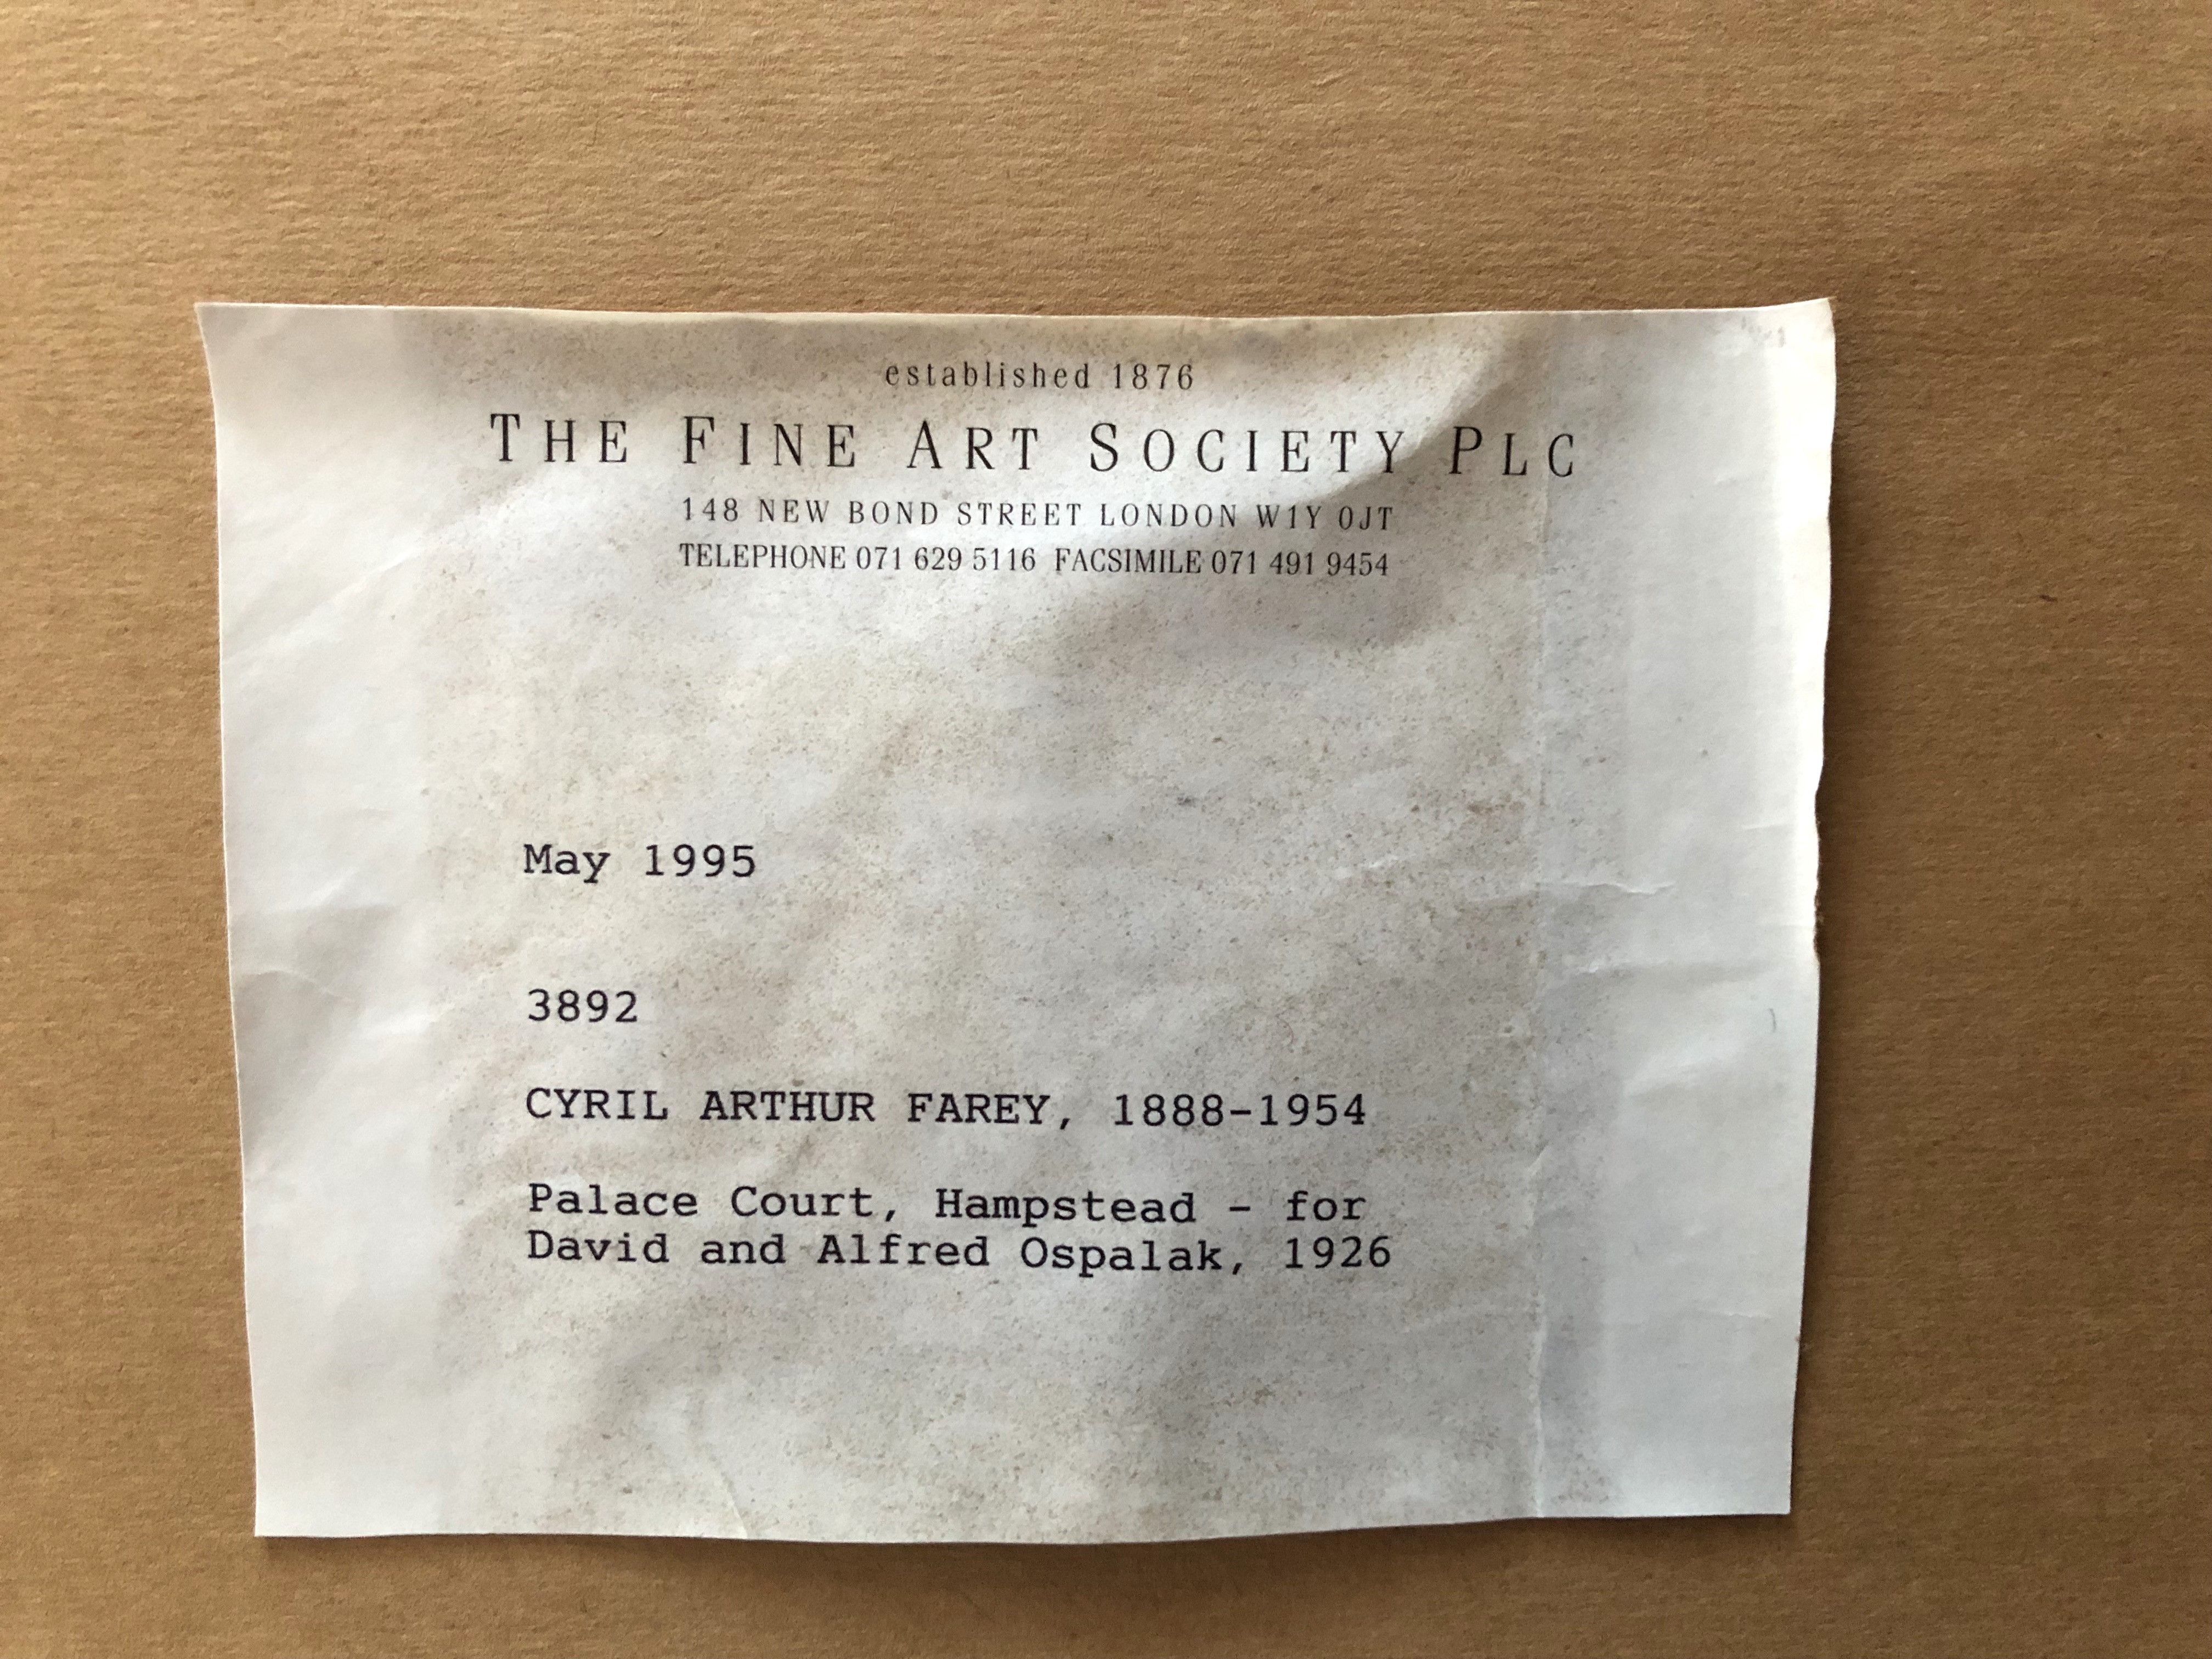 established 1876
THE FINE ART SOCIETY PLC
148 NEW BOND STREET LONDON W1Y 0JT
TELEPHONE 071 629 5116 FACSIMILE 071 491 9454
May 1995
3892
CYRIL ARTHUR FAREY, 1888-1954
Palace Court, Hampstead - for
David and Alfred Ospalak, 1926